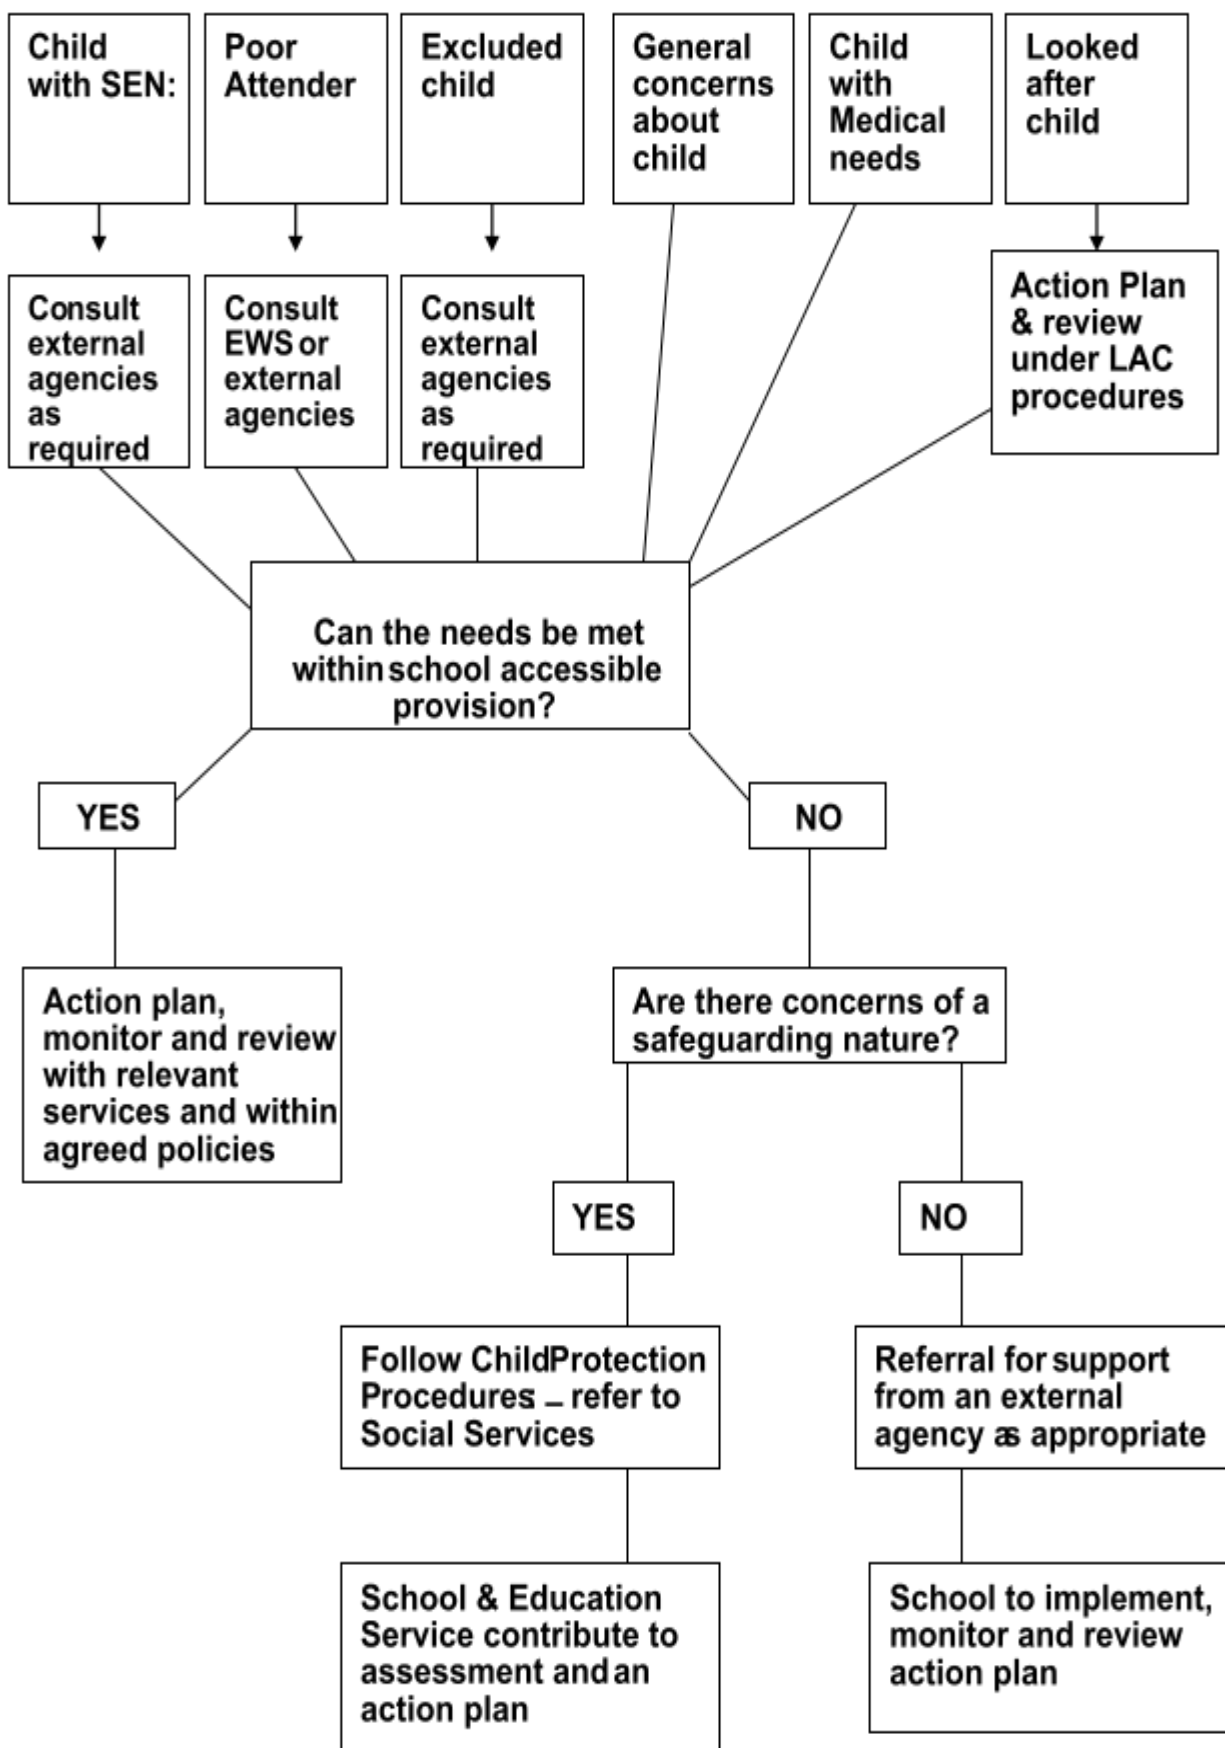 Child
with SEN:
Poor
Attender
Excluded
child
General
concerns
about
child
Child
with
Medical
needs
Looked
after
child
Consult
external
agencies
as
required
Consult
EWS or
external
agencies
Consult
external
agencies
as
required
Action Plan
& review
under LAC
procedures
Can the needs be met
within school accessible
provision?
YES
NO
Action plan,
monitor and review
with relevant
services and within
agreed policies
Are there concerns of a
safeguarding nature?
YES
NO
Follow Child Protection
Procedures: – refer to
Social Services
Referral for support
from an external
agency as appropriate
School & Education
Service contribute to
assessment and an
action plan
School to implement,
monitor and review
action plan